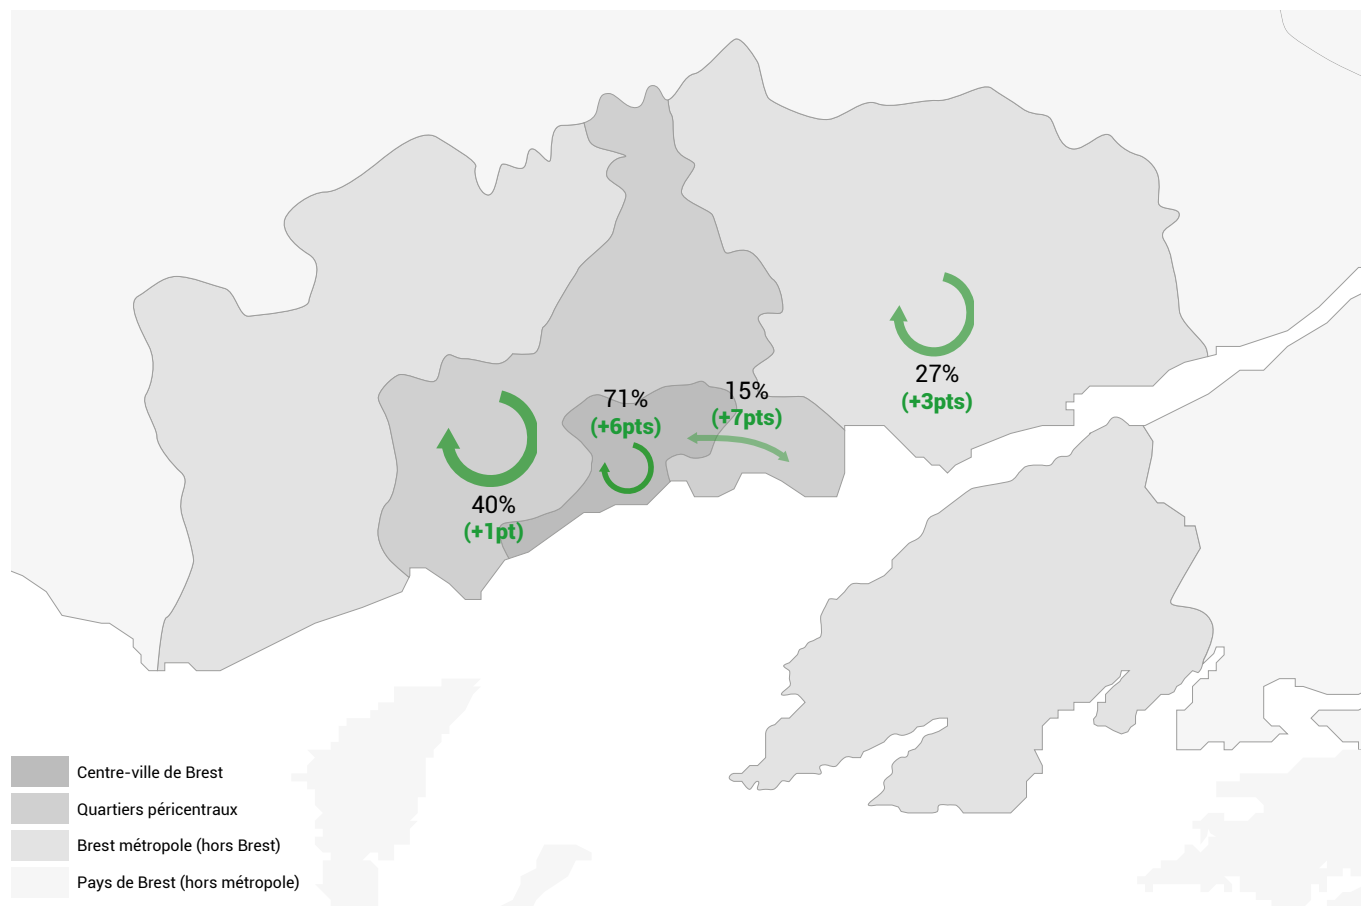 27%
(+3pts)
15%
(+7pts)
71%
(+6pts)
40%
(+1pt)
Centre-ville de Brest
Quartiers péricentraux
Brest métropole (hors Brest)
Pays de Brest (hors métropole)